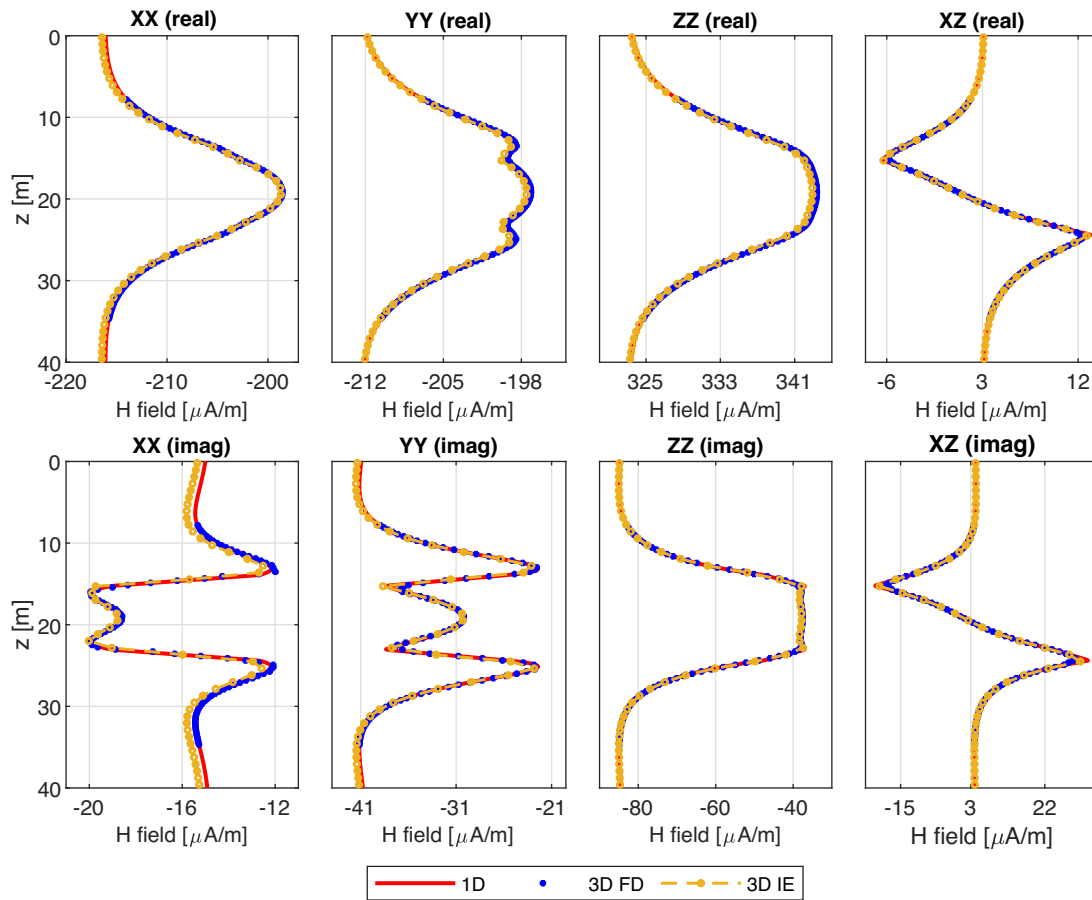 XX (real) YY (real) ZZ (real) XZ (real)
0
10
20
30
40
z [m]
-220 -210 -200
-212 -205 -198
325 333 341
-6 3 12
H field [μA/m] H field [μA/m] H field [μA/m] H field [μA/m]
XX (imag) YY (imag) ZZ (imag) XZ (imag)
0
10
20
30
40
z [m]
-20 -16 -12
-41 -31 -21
-80 -60 -40
-15 3 22
H field [μA/m] H field [μA/m] H field [μA/m] H field [μA/m]
1D 3D FD 3D IE